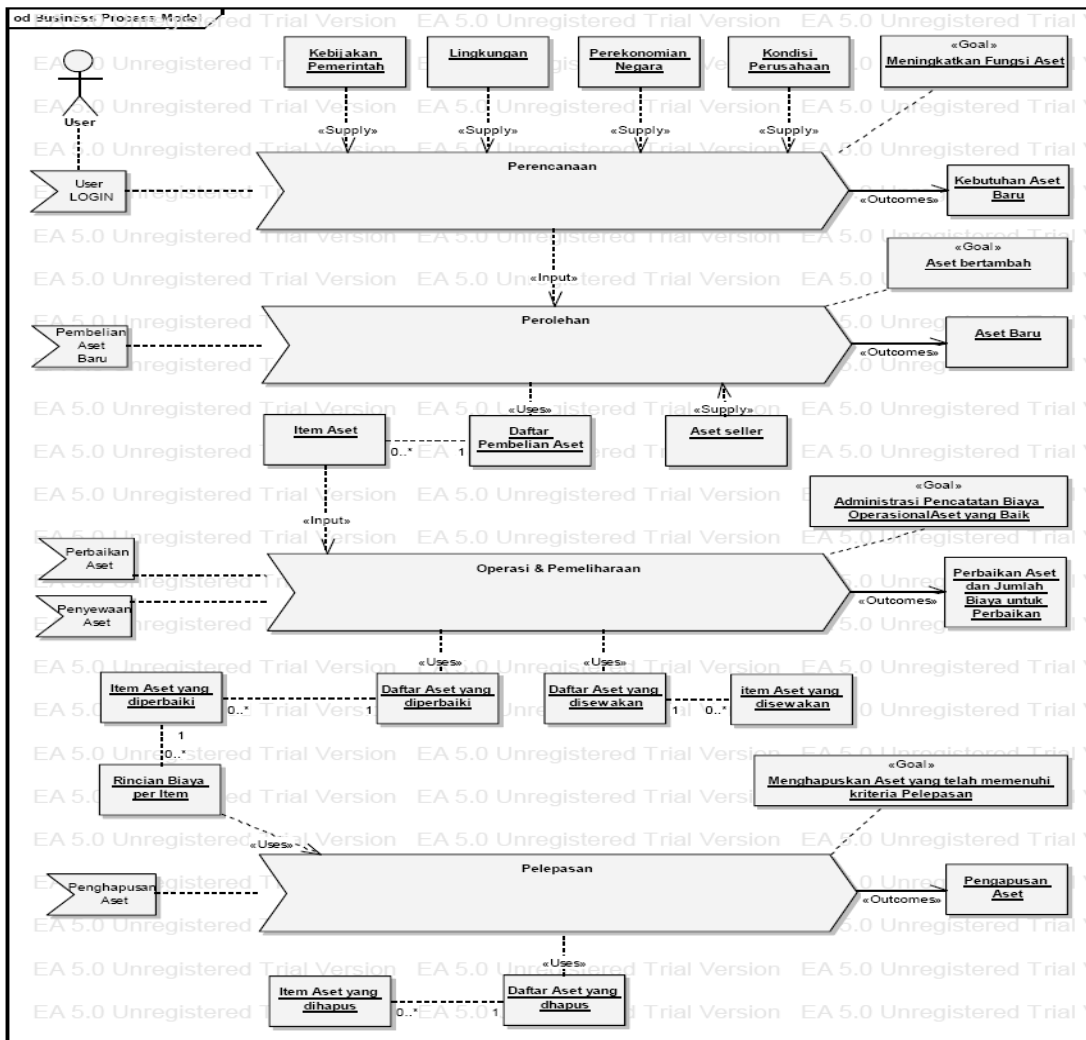 od Business Process Model
Kebijakan
Pemerintah
Lingkungan
Perekonomian
Negara
Kondisi
Perusahaan
«Goal»
Meningkatkan Fungsi Aset
User
«Supply»
«Supply»
«Supply»
«Supply»
User
LOGIN
Perencanaan
«Outcomes»
Kebutuhan Aset
Baru
«Input»
«Goal»
Aset bertambah
Pembelian
Aset
Baru
Perolehan
«Outcomes»
Aset Baru
«Uses»
«Supply»
Item Aset
0..*
1
Daftar
Pembelian Aset
Aset seller
«Input»
«Goal»
Administrasi Pencatatan Biaya
OperasionalAset yang Baik
Perbaikan
Aset
Penyewaan
Aset
Operasi & Pemeliharaan
«Outcomes»
Perbaikan Aset
dan Jumlah
Biaya untuk
Perbaikan
«Uses»
«Uses»
Item Aset yang
diperbaiki
0..*
1
Daftar Aset yang
diperbaiki
Daftar Aset yang
disewakan
1
0..*
item Aset yang
disewakan
1
0..*
Rincian Biaya
per Item
«Goal»
Menghapuskan Aset yang telah memenuhi
kriteria Pelepasan
«Uses»
Penghapusan
Aset
Pelepasan
«Outcomes»
Pengapusan
Aset
«Uses»
Item Aset yang
dihapus
0..*
1
Daftar Aset yang
dhapus
EA 5.0 Unregistered Trial Version